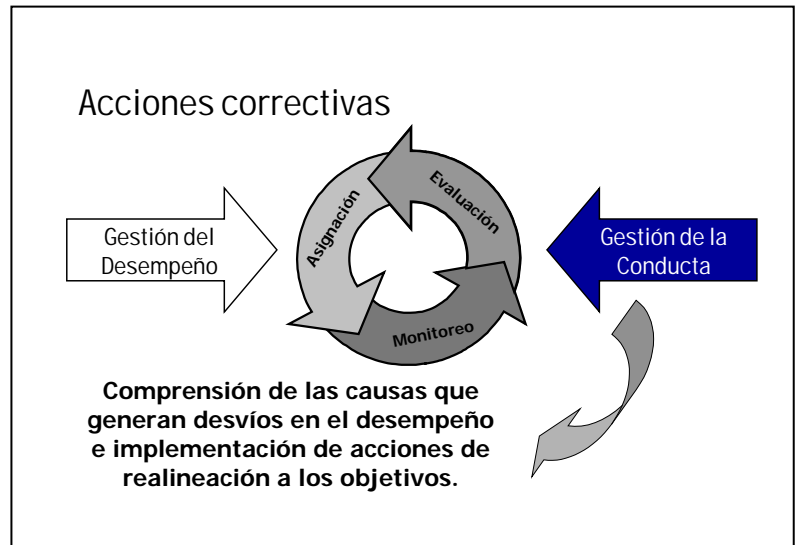 Acciones correctivas
Gestión del
Desempeño
Asignación
Evaluación
Monitoreo
Gestión de la
Conducta
Comprensión de las causas que
generan desvíos en el desempeño
e implementación de acciones de
realineación a los objetivos.